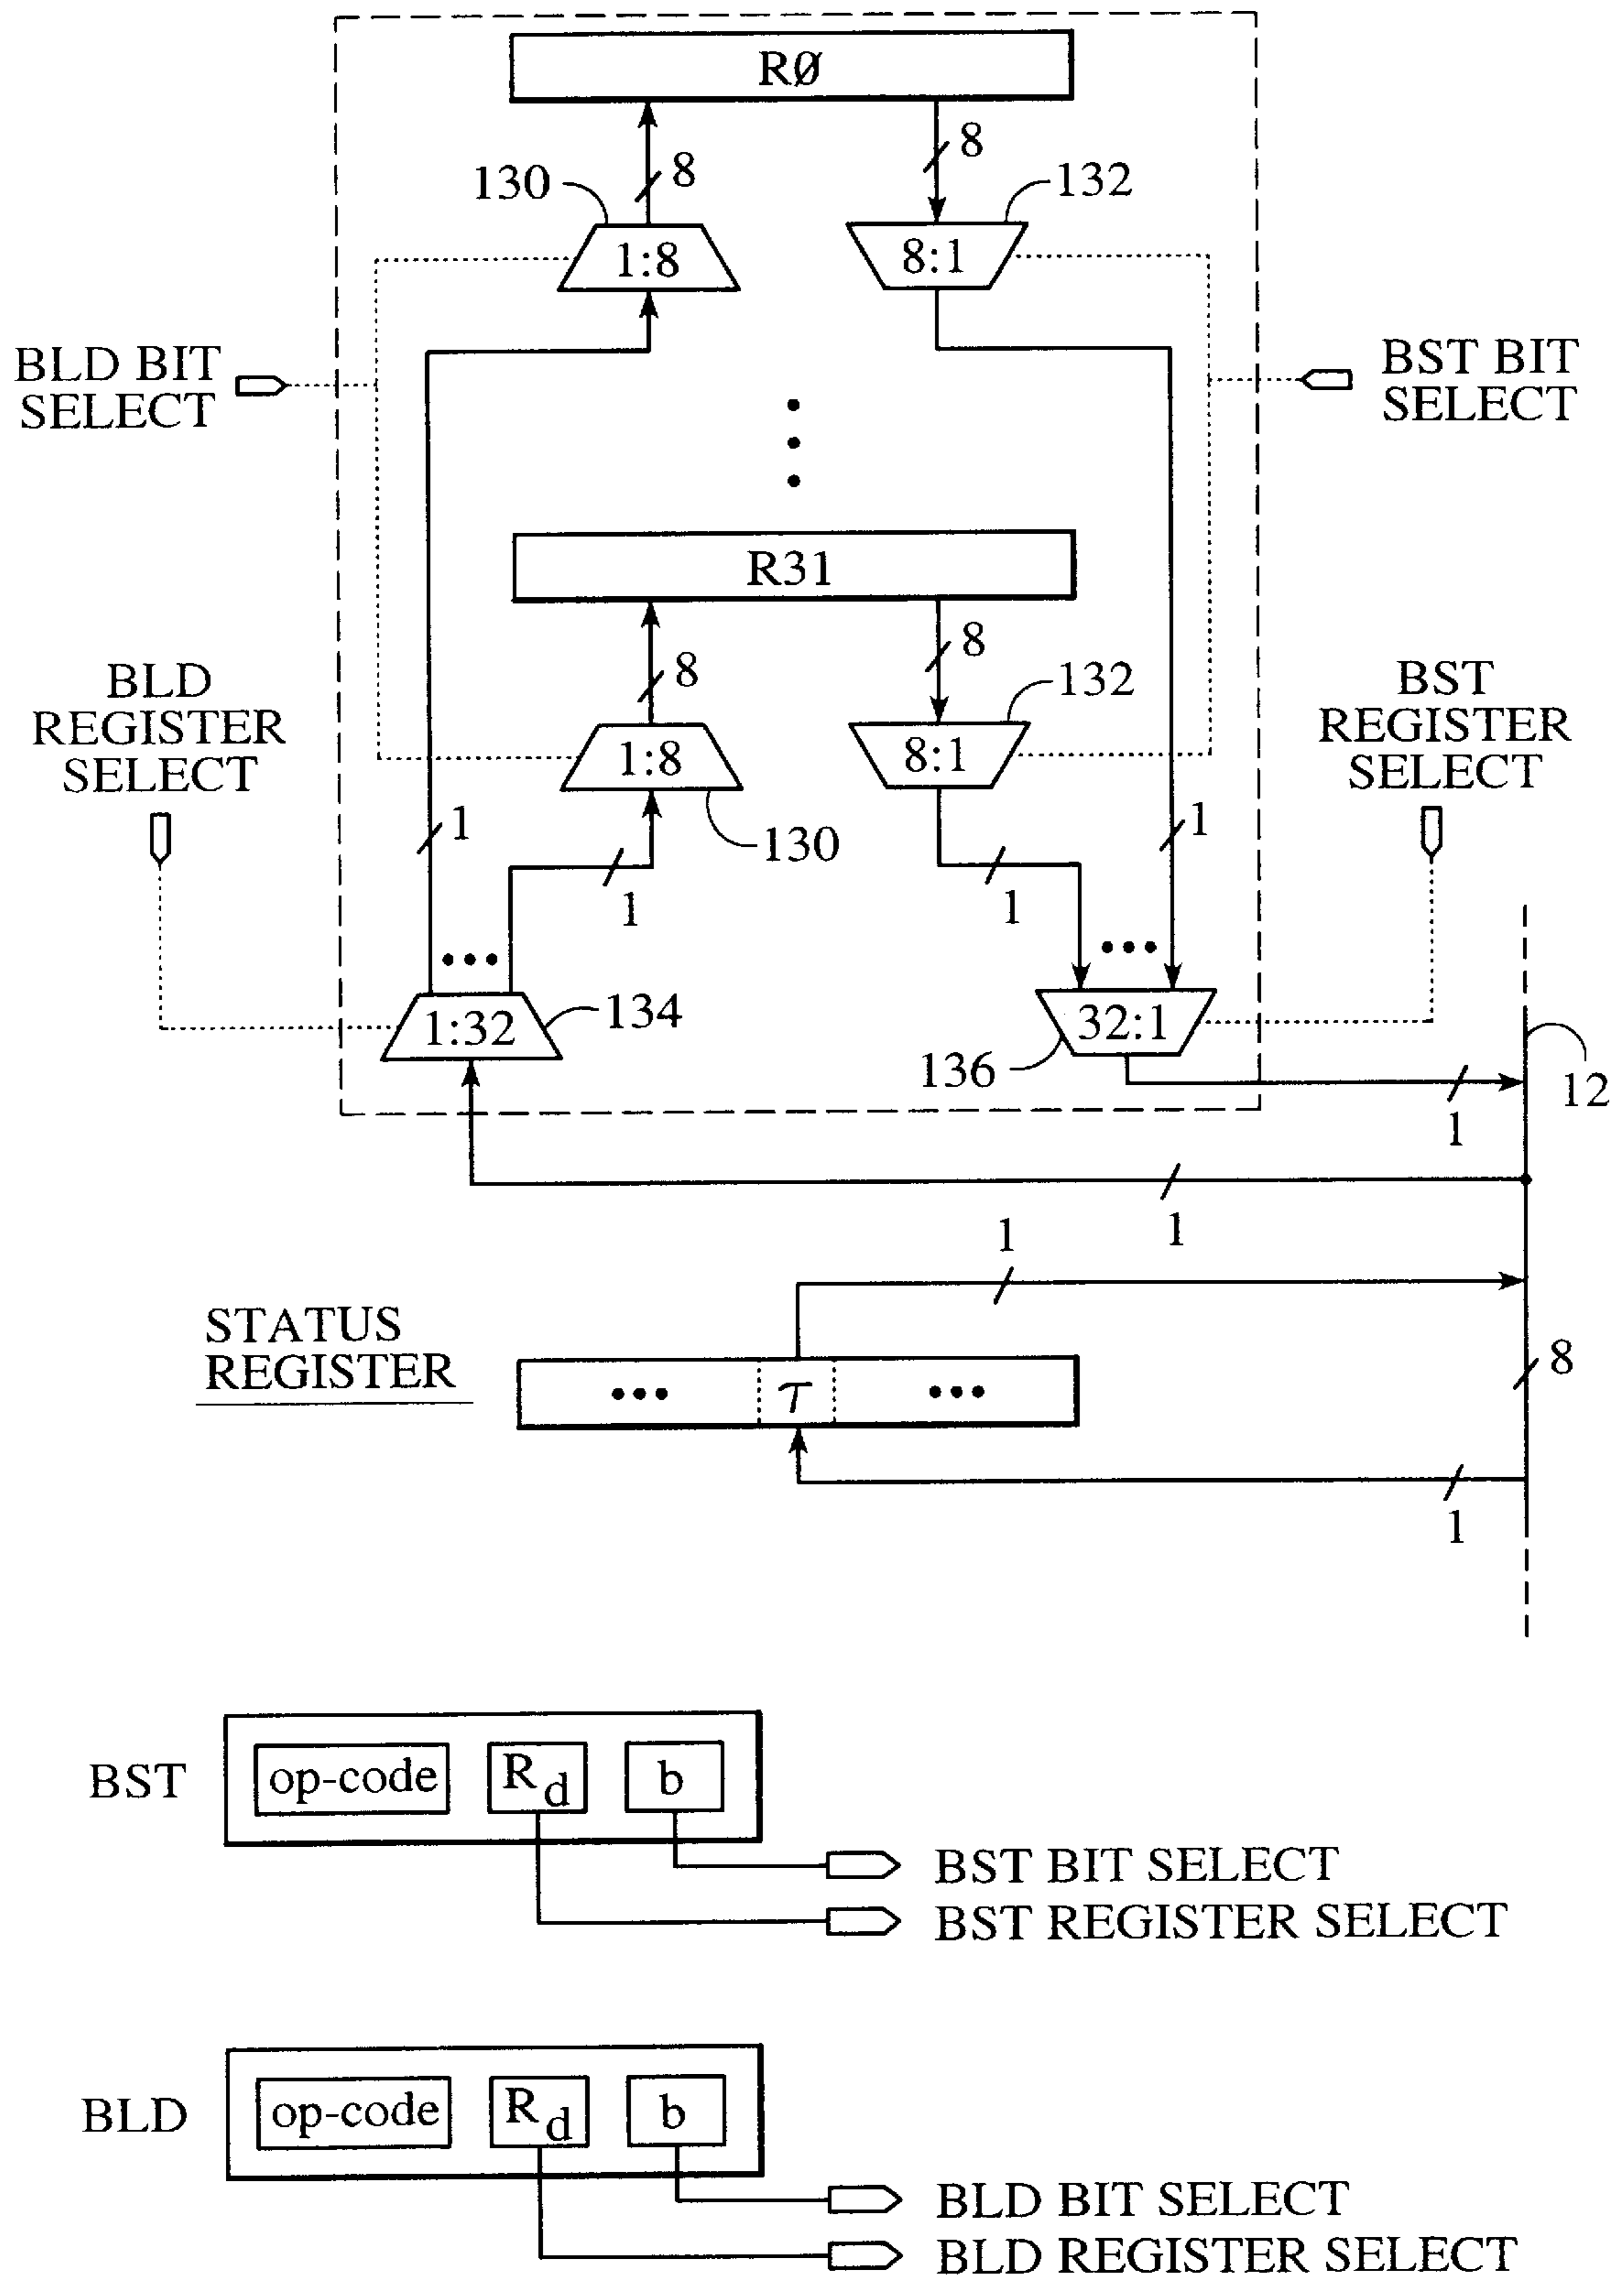 RØ
8
8
130
132
1:8
8:1
BLD BIT
SELECT
BST BIT
SELECT
R31
8
8
BLD
REGISTER
SELECT
132
BST
REGISTER
SELECT
1:8
8:1
1
130
1
1
1
1:32
134
32:1
136
12
1
1
1
STATUS
REGISTER
T
8
1
BST
op-code
Rd
b
BST BIT SELECT
BST REGISTER SELECT
BLD
op-code
Rd
b
BLD BIT SELECT
BLD REGISTER SELECT